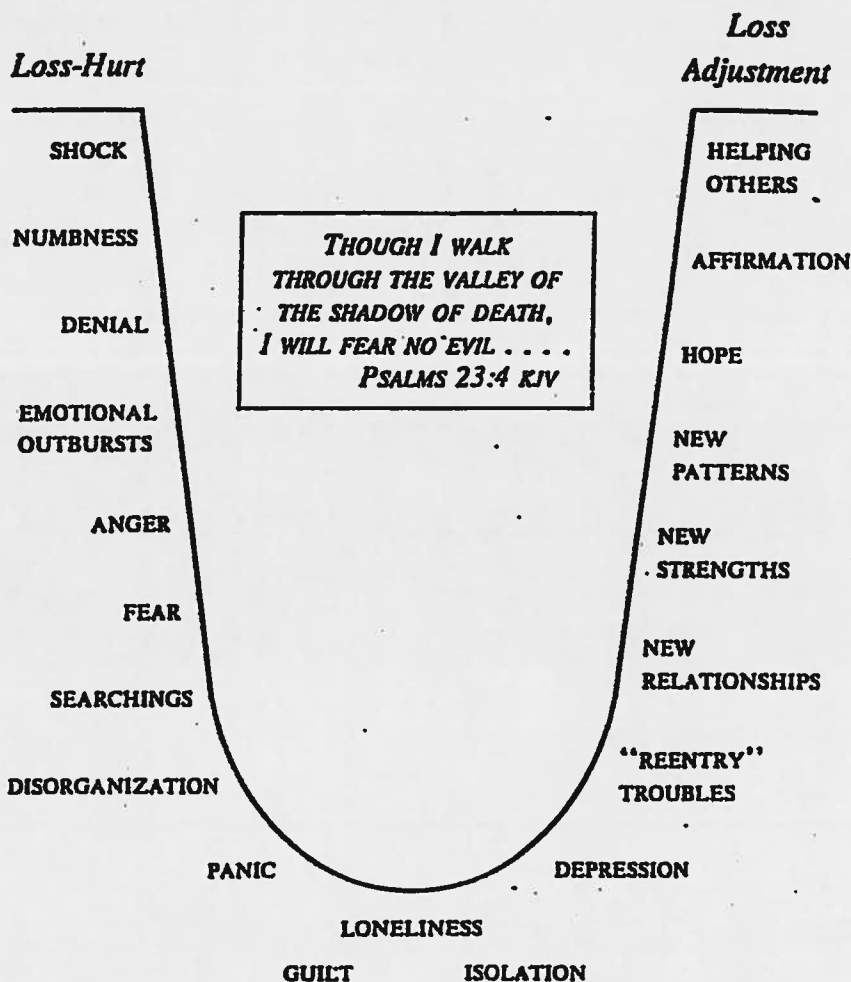 Loss-Hurt
SHOCK
NUMBNESS
DENIAL
EMOTIONAL
OUTBURSTS
ANGER
FEAR
SEARCHINGS
DISORGANIZATION
PANIC
GUILT
LONELINESS
ISOLATION
DEPRESSION
"REENTRY"
TROUBLES
NEW
RELATIONSHIPS
NEW
STRENGTHS
NEW
PATTERNS
HOPE
AFFIRMATION
HELPING
OTHERS
Loss
Adjustment
THOUGH I WALK
THROUGH THE VALLEY OF
THE SHADOW OF DEATH,
I WILL FEAR NO EVIL . . . .
PSALMS 23:4 KJV